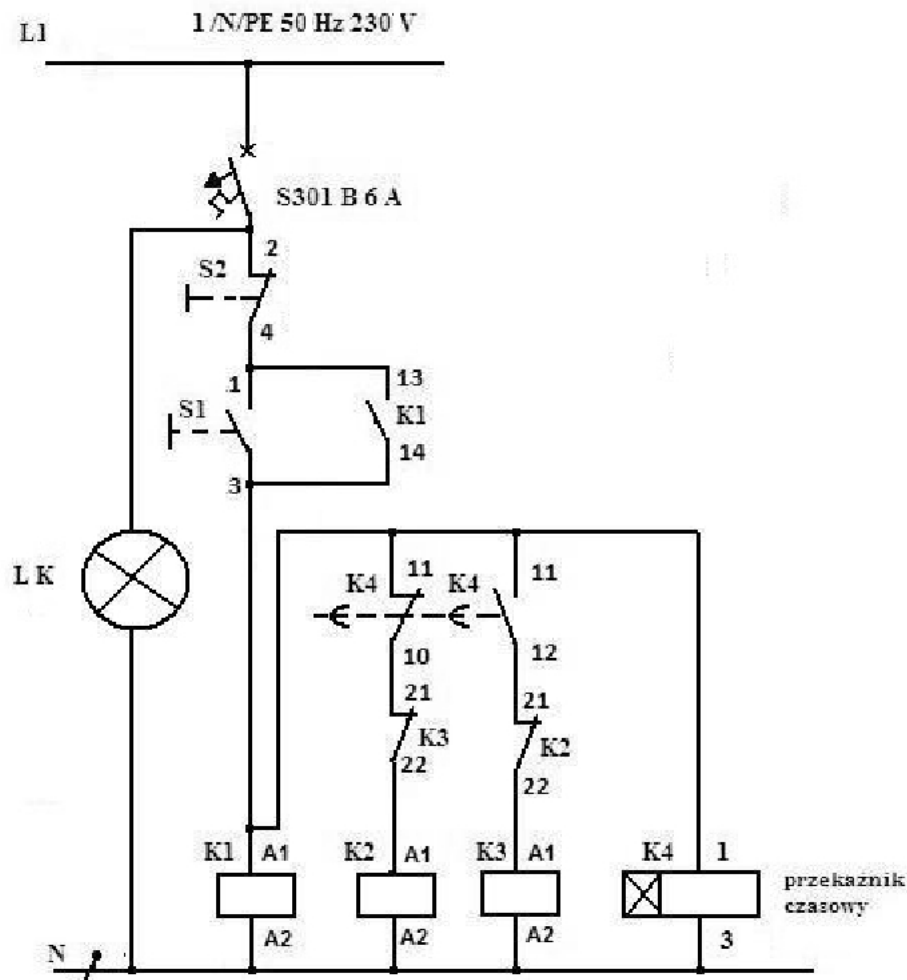 L1
1/N/PE 50 Hz 230 V
S301 B 6 A
2
S2
4
1
13
S1
K1
14
3
L K
K4
11
K4
11
10
12
21
21
K3
K2
22
22
K1 A1
K2 A1
K3 A1
K4 1
przekaźnik
czasowy
A2
A2
A2
3
N